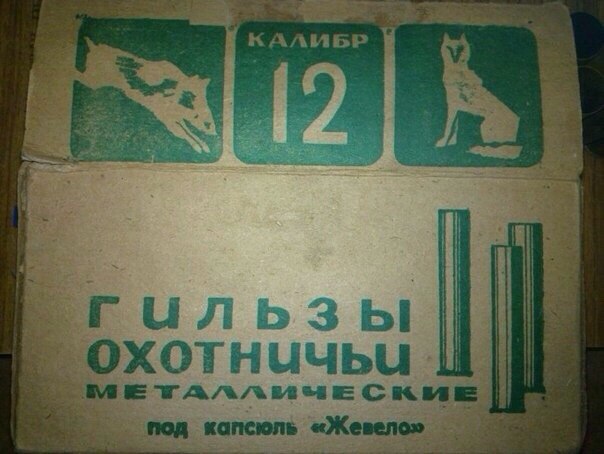 КАЛИБР
12
гильзы
охотничьи
металлические
под капсюль «Жевело»